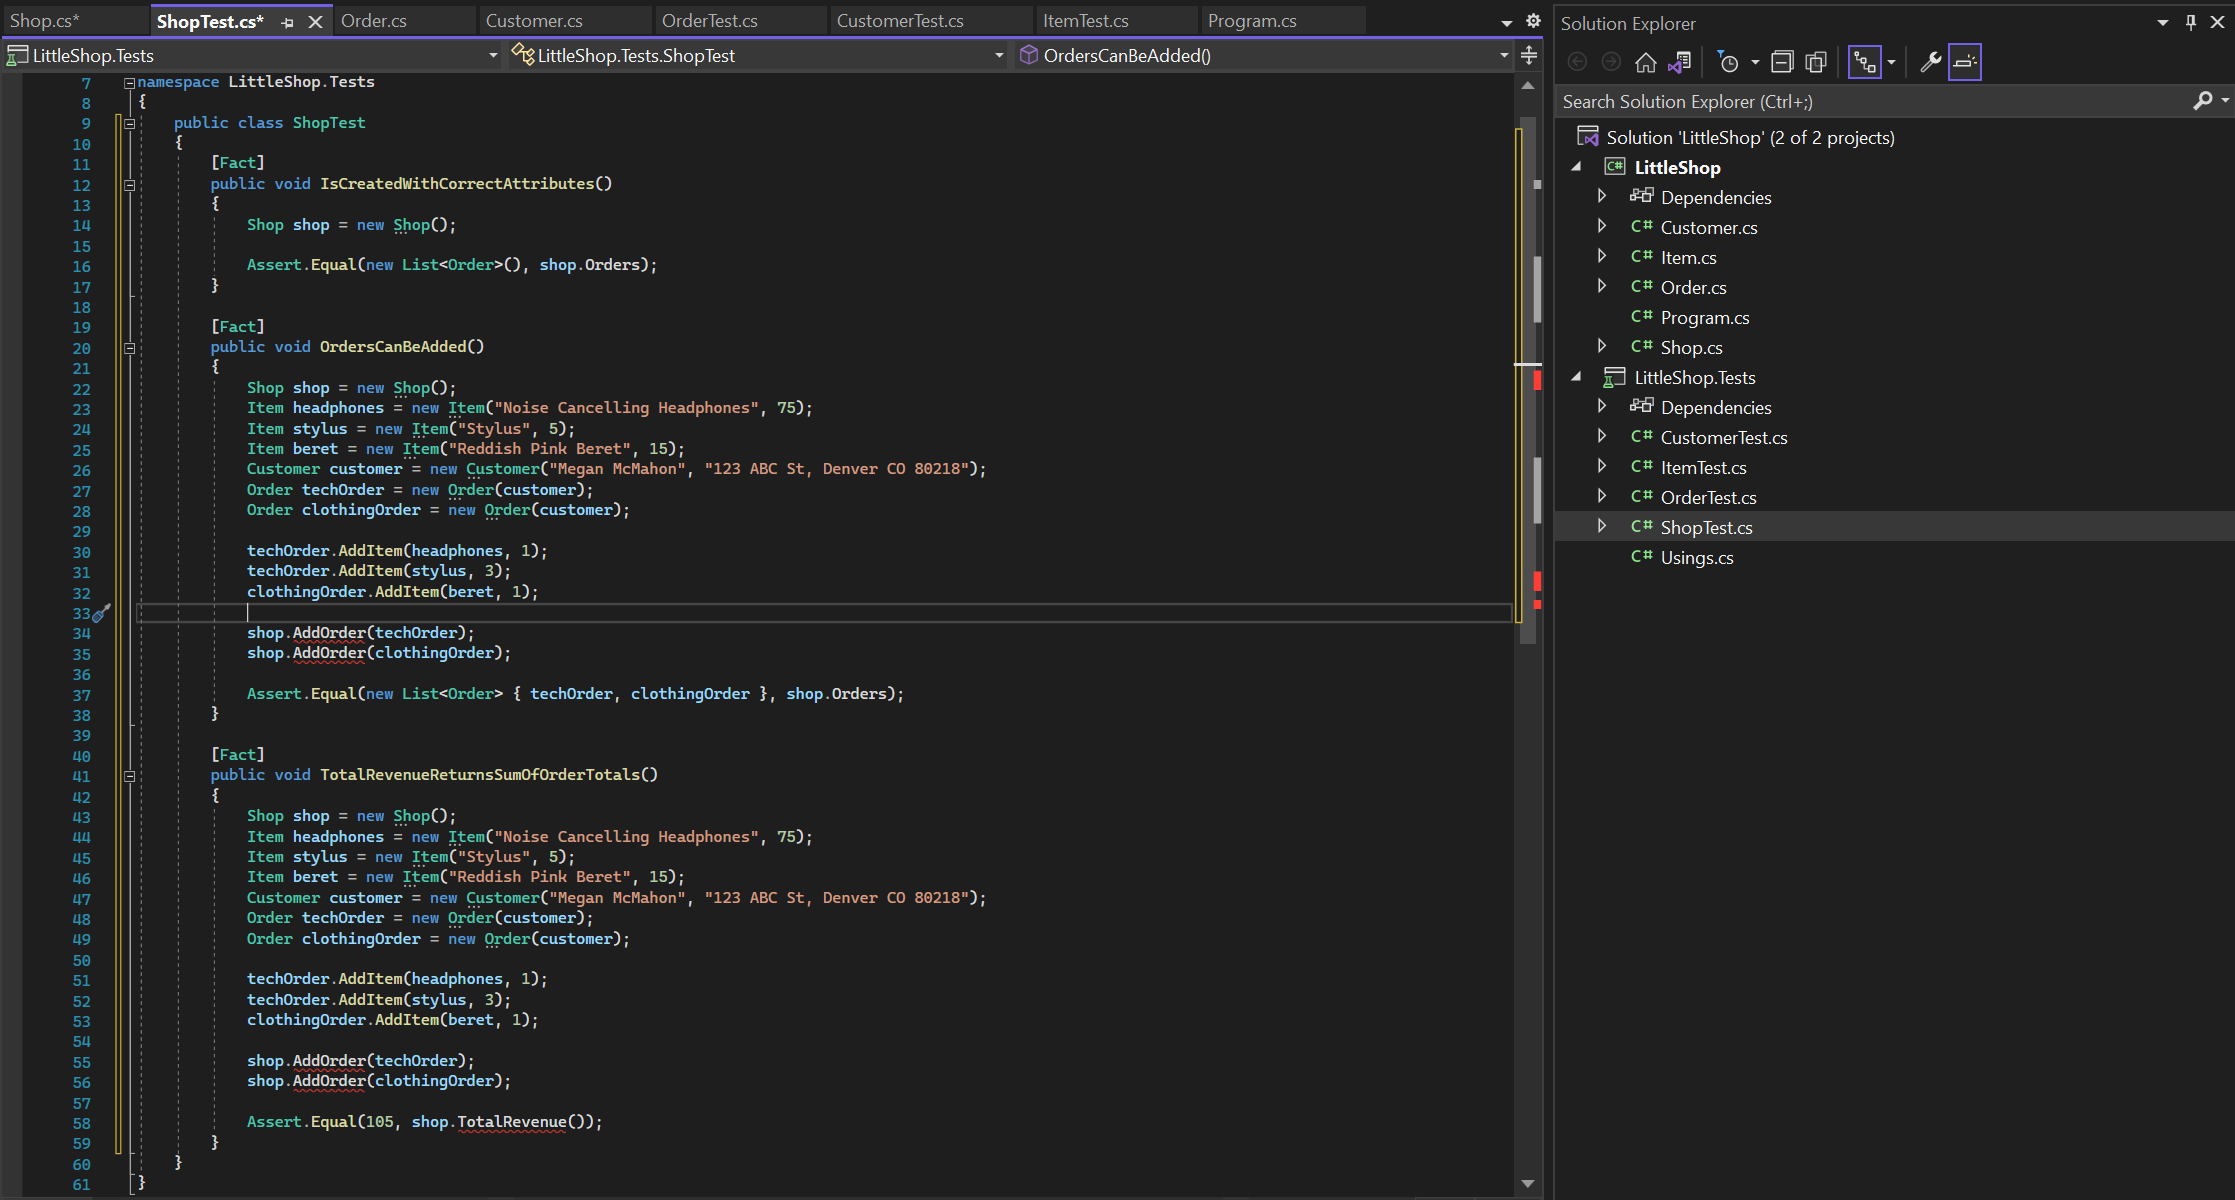 Shop.cs*
ShopTest.cs*
Order.cs
Customer.cs
OrderTest.cs
CustomerTest.cs
ItemTest.cs
Program.cs
LittleShop.Tests
LittleShop.Tests.ShopTest
OrdersCanBeAdded()
7 namespace LittleShop.Tests
8 {
9 public class ShopTest
10 {
11 [Fact]
12 public void IsCreatedWithCorrectAttributes()
13 {
14 Shop shop = new Shop();
15
16 Assert.Equal(new List<Order>(), shop.Orders);
17 }
18
19 [Fact]
20 public void OrdersCanBeAdded()
21 {
22 Shop shop = new Shop();
23 Item headphones = new Item("Noise Cancelling Headphones", 75);
24 Item stylus = new Item("Stylus", 5);
25 Item beret = new Item("Reddish Pink Beret", 15);
26 Customer customer = new Customer("Megan McMahon", "123 ABC St, Denver CO 80218");
27 Order techOrder = new Order(customer);
28 Order clothingOrder = new Order(customer);
29
30 techOrder.AddItem(headphones, 1);
31 techOrder.AddItem(stylus, 3);
32 clothingOrder.AddItem(beret, 1);
33
34 shop.AddOrder(techOrder);
35 shop.AddOrder(clothingOrder);
36
37 Assert.Equal(new List<Order> { techOrder, clothingOrder }, shop.Orders);
38 }
39
40 [Fact]
41 public void TotalRevenueReturnsSumOfOrderTotals()
42 {
43 Shop shop = new Shop();
44 Item headphones = new Item("Noise Cancelling Headphones", 75);
45 Item stylus = new Item("Stylus", 5);
46 Item beret = new Item("Reddish Pink Beret", 15);
47 Customer customer = new Customer("Megan McMahon", "123 ABC St, Denver CO 80218");
48 Order techOrder = new Order(customer);
49 Order clothingOrder = new Order(customer);
50
51 techOrder.AddItem(headphones, 1);
52 techOrder.AddItem(stylus, 3);
53 clothingOrder.AddItem(beret, 1);
54
55 shop.AddOrder(techOrder);
56 shop.AddOrder(clothingOrder);
57
58 Assert.Equal(105, shop.TotalRevenue());
59 }
60 }
61 }
Solution Explorer
Search Solution Explorer (Ctrl+;)
Solution 'LittleShop' (2 of 2 projects)
C# LittleShop
Dependencies
C# Customer.cs
C# Item.cs
C# Order.cs
C# Program.cs
C# Shop.cs
LittleShop.Tests
Dependencies
C# CustomerTest.cs
C# ItemTest.cs
C# OrderTest.cs
C# ShopTest.cs
C# Usings.cs